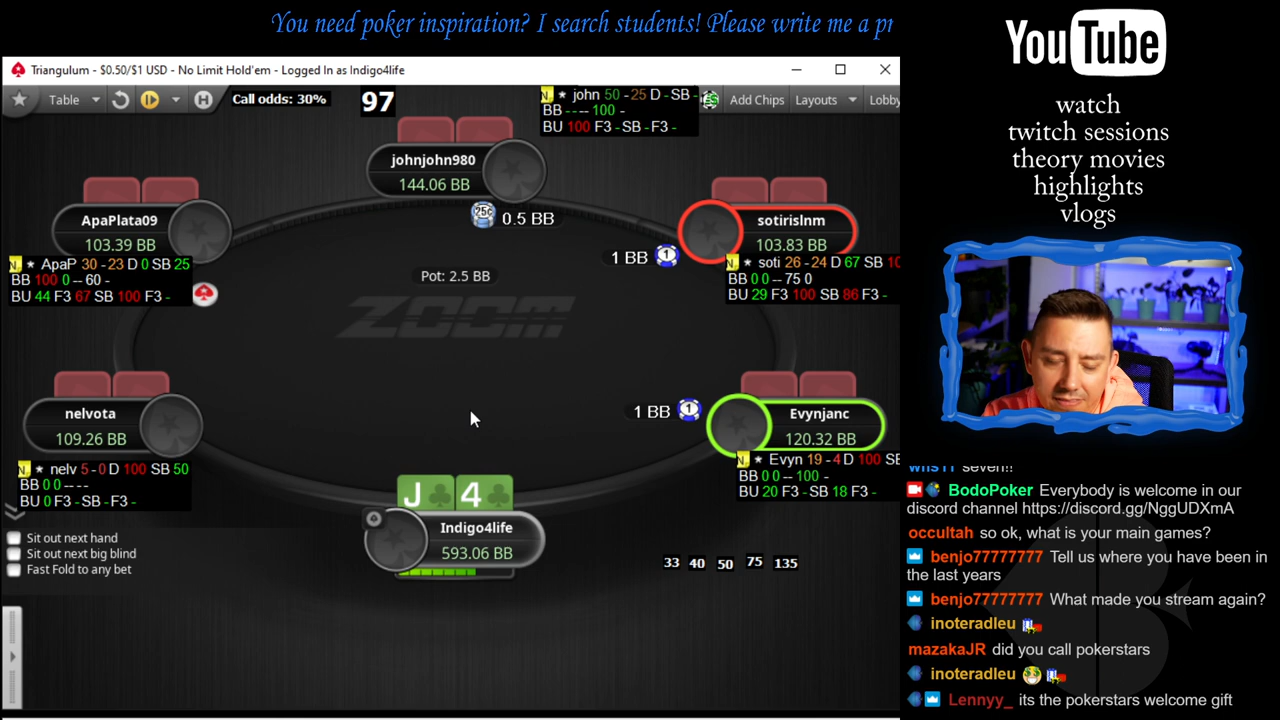 You need poker inspiration? I search students! Please write me a pr
YouTube
watch
twitch sessions
theory movies
highlights
vlogs
Triangulum - $0.50/$1 USD - No Limit Hold'em - Logged In as Indigo4life
Table
H
Call odds: 30%
97
N * john 50 - 25 D - SB -
BB - -- - 100 -
BU 100 F3 - SB - F3 -
Add Chips
Layouts
Lobby
johnjohn980
144.06 BB
25¢
0.5 BB
ApaPlata09
103.39 BB
N * ApaP 30 - 23 D 0 SB 25
BB 100 0 -- 60 -
BU 44 F3 67 SB 100 F3 -
sotirislnm
103.83 BB
1 BB
1
N * soti 26 - 24 D 67 SB 10
BB 0 0 -- 75 0
BU 29 F3 100 SB 86 F3 -
Pot: 2.5 BB
ZOOM
nelvota
109.26 BB
N * nelv 5 - 0 D 100 SB 50
BB 0 0 -- - -
BU 0 F3 - SB - F3 -
1 BB
1
Evynjanc
120.32 BB
N * Evyn 19 - 4 D 100 SE
BB 0 0 -- 100 -
BU 20 F3 - SB 18 F3 -
J 4
Indigo4life
593.06 BB
Sit out next hand
Sit out next big blind
Fast Fold to any bet
33 40 50 75 135
seven!!
BodoPoker Everybody is welcome in our
discord channel https://discord.gg/NggUDXmA
occultah so ok, what is your main games?
benjo77777777 Tell us where you have been in
the last years
benjo77777777 What made you stream again?
inoteradleu
mazakaJR did you call pokerstars
inoteradleu
Lennyy_ its the pokerstars welcome gift